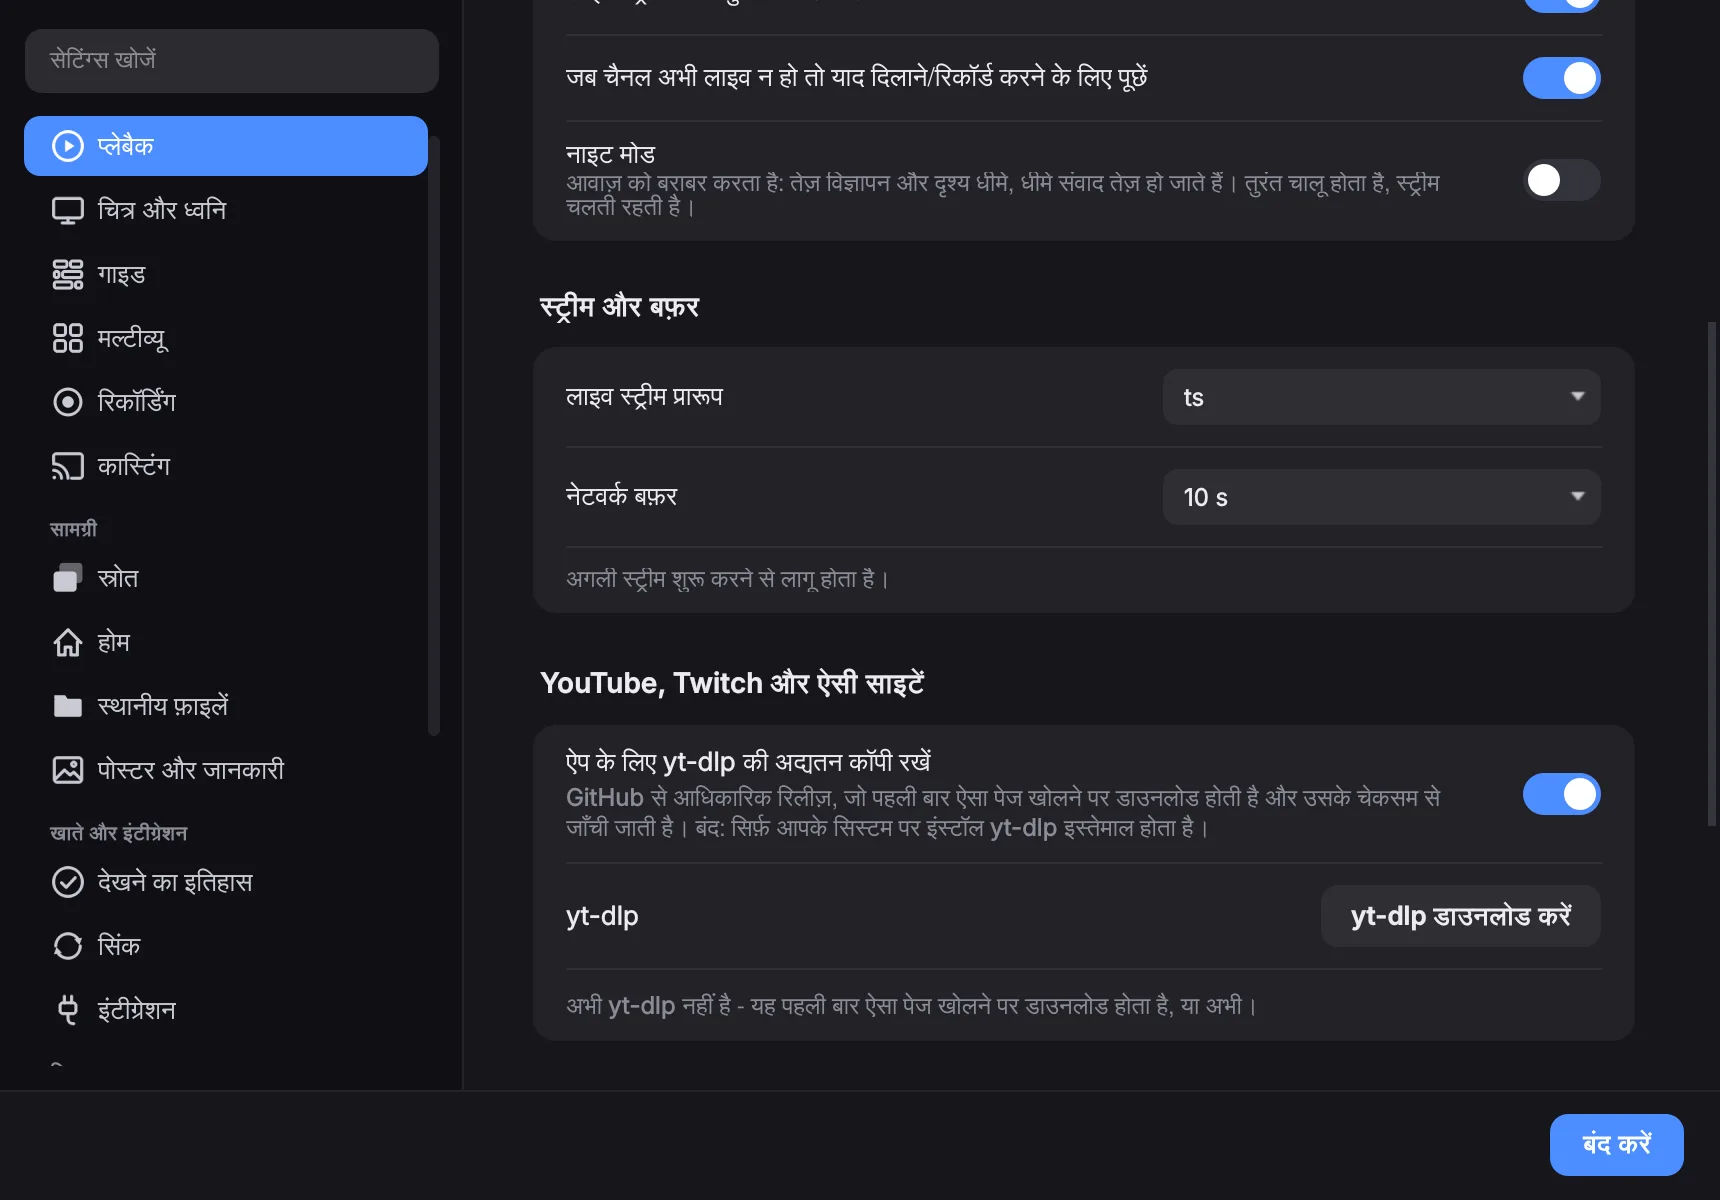 सेटिंग्स खोजें
प्लेबैक
चित्र और ध्वनि
गाइड
मल्टीव्यू
रिकॉर्डिंग
कास्टिंग
सामग्री
स्रोत
होम
स्थानीय फ़ाइलें
पोस्टर और जानकारी
खाते और इंटीग्रेशन
देखने का इतिहास
सिंक
इंटीग्रेशन
जब चैनल अभी लाइव न हो तो याद दिलाने/रिकॉर्ड करने के लिए पूछें
नाइट मोड
आवाज़ को बराबर करता है: तेज़ विज्ञापन और दृश्य धीमे, धीमे संवाद तेज़ हो जाते हैं। तुरंत चालू होता है, स्ट्रीम
चलती रहती है।
स्ट्रीम और बफ़र
लाइव स्ट्रीम प्रारूप
ts
नेटवर्क बफ़र
10 s
अगली स्ट्रीम शुरू करने से लागू होता है।
YouTube, Twitch और ऐसी साइटें
ऐप के लिए yt-dlp की अद्यतन कॉपी रखें
GitHub से आधिकारिक रिलीज़, जो पहली बार ऐसा पेज खोलने पर डाउनलोड होती है और उसके चेकसम से
जाँची जाती है। बंद: सिर्फ़ आपके सिस्टम पर इंस्टॉल yt-dlp इस्तेमाल होता है।
yt-dlp
yt-dlp डाउनलोड करें
अभी yt-dlp नहीं है - यह पहली बार ऐसा पेज खोलने पर डाउनलोड होता है, या अभी।
बंद करें